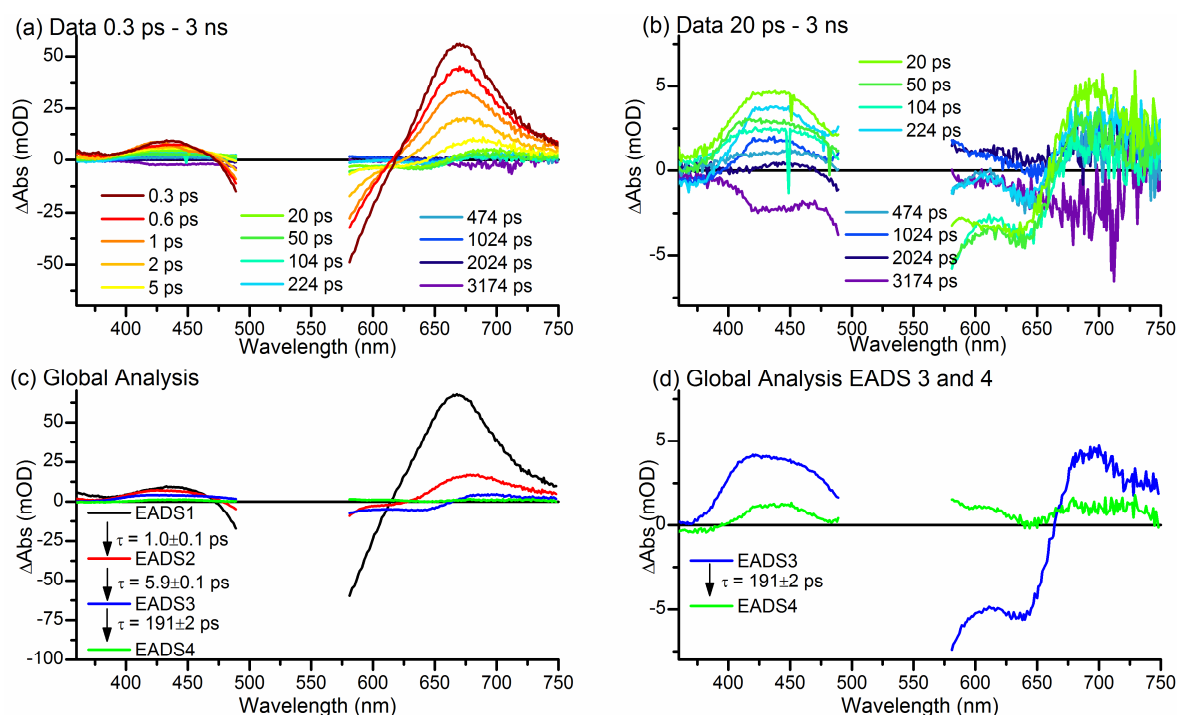 (a) Data 0.3 ps - 3 ns
ΔAbs (mOD)
50
25
0
-25
-50
0.3 ps
0.6 ps
1 ps
2 ps
5 ps
20 ps
50 ps
104 ps
224 ps
474 ps
1024 ps
2024 ps
3174 ps
400 450 500 550 600 650 700 750
Wavelength (nm)
(b) Data 20 ps - 3 ns
ΔAbs (mOD)
5
0
-5
20 ps
50 ps
104 ps
224 ps
474 ps
1024 ps
2024 ps
3174 ps
400 450 500 550 600 650 700 750
Wavelength (nm)
(c) Global Analysis
ΔAbs (mOD)
50
25
0
-25
-50
-75
-100
EADS1
τ = 1.0±0.1 ps
EADS2
τ = 5.9±0.1 ps
EADS3
τ = 191±2 ps
EADS4
400 450 500 550 600 650 700 750
Wavelength (nm)
(d) Global Analysis EADS 3 and 4
ΔAbs (mOD)
5
0
-5
EADS3
τ = 191±2 ps
EADS4
400 450 500 550 600 650 700 750
Wavelength (nm)